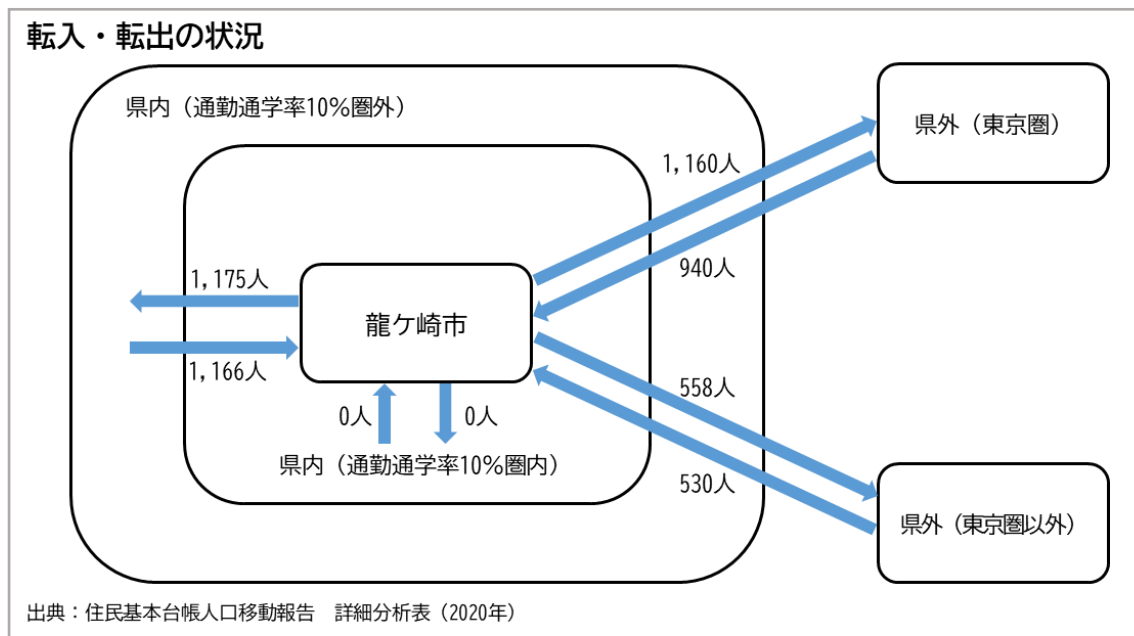 転入・転出の状況
県内（通勤通学率10％圏外）
県外（東京圏）
1,160人
940人
1,175人
龍ケ崎市
1,166人
0人
0人
558人
県内（通勤通学率10％圏内）
530人
県外（東京圏以外）
出典：住民基本台帳人口移動報告　詳細分析表（2020年）